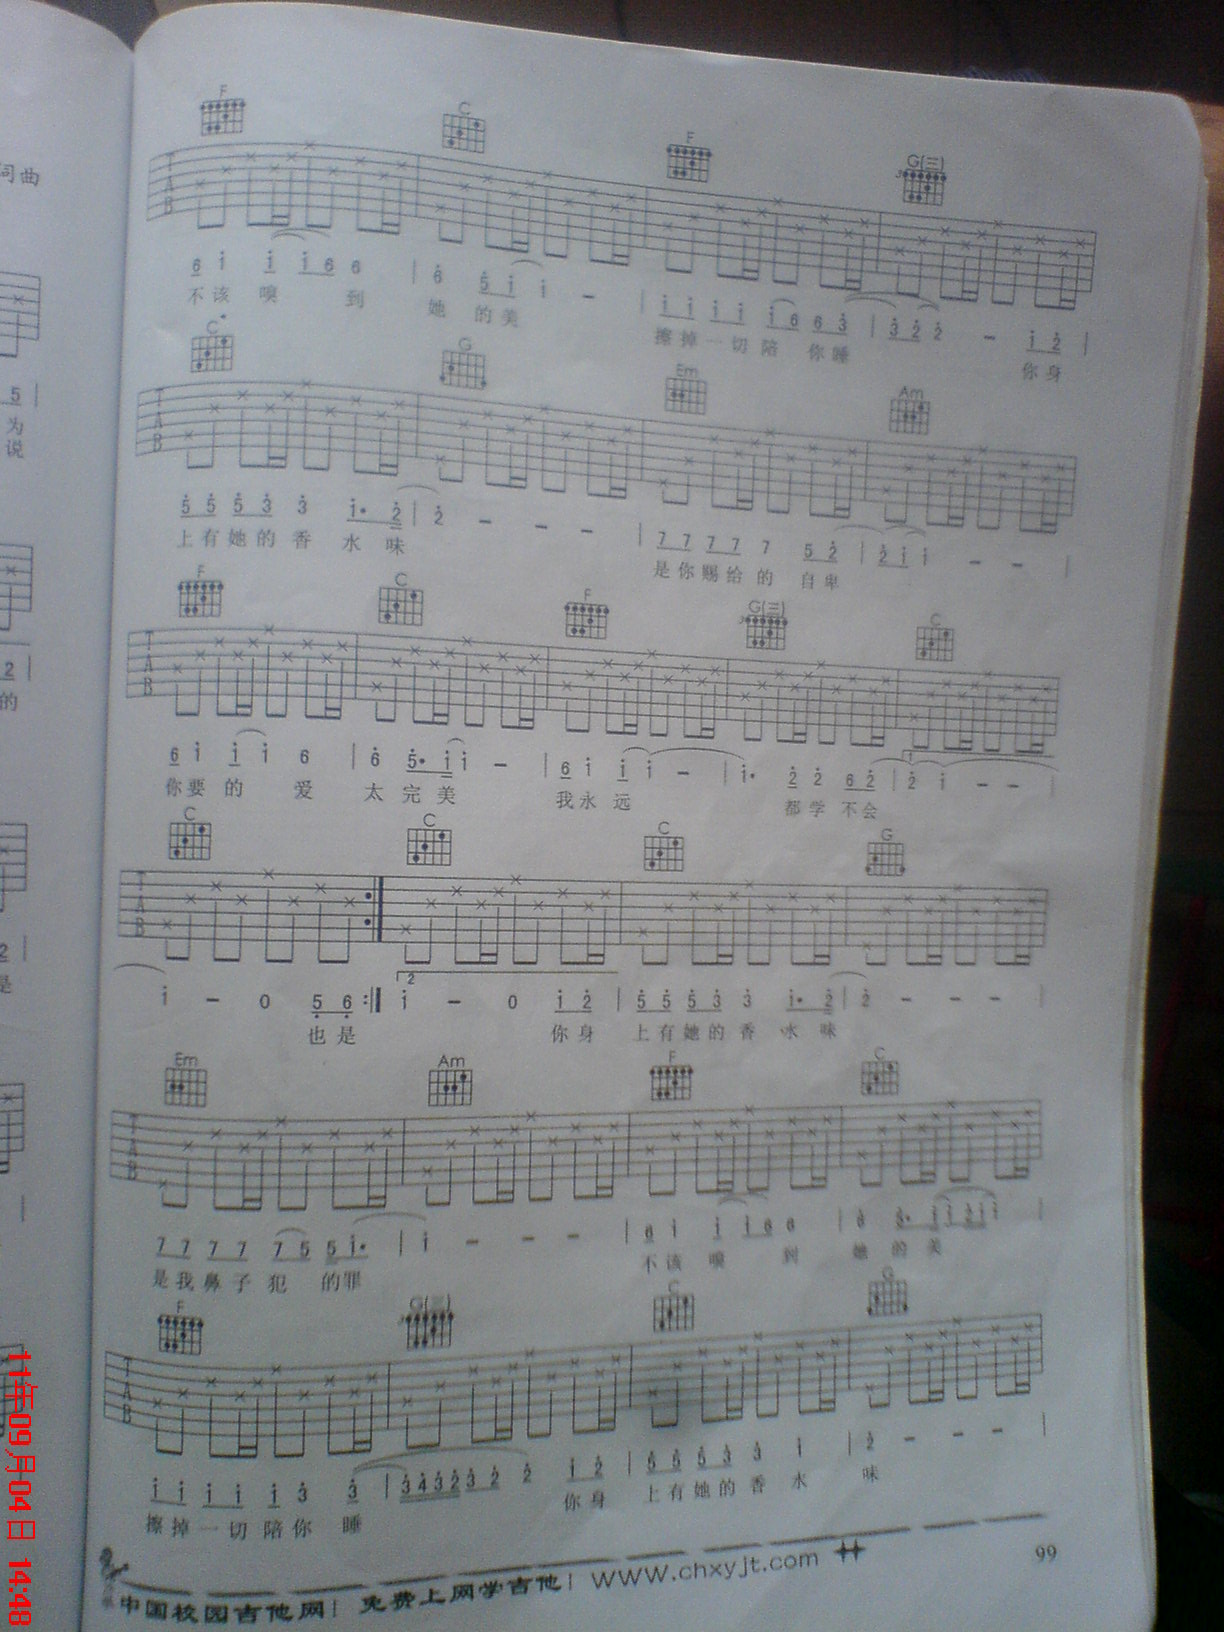 词曲
F C F G(三)
6 i i i 6 6 | 6 5 i i - | i i i i i 6 6 3 | 3 2 2 - i 2 |
不该嗅到 她的美 擦掉一切陪你睡 你身
C G Em Am
5 5 5 3 3 i· 2 | 2 - - - | 7 7 7 7 7 5 2 | 2 i i - - |
上有她的香水味 是你赐给的自卑
F C F G(三) C
6 i i i 6 | 6 5· i i - | 6 i i i - | i· 2 2 6 2 | 2 i - - |
你要的爱 太完美 我永远 都学不会
C C C G
i - 0 5 6 :| i - 0 i 2 | 5 5 5 3 3 i· 2 | 2 - - - |
也是 你身 上有她的香水味
Em Am F C
7 7 7 7 7 5 5 i· | i - - - | 6 i i i 6 6 | 6 5· i i 2 i i |
是我鼻子犯的罪 不该嗅到 她的美
F G(三) C G
i i i i i 3 3 | 3 4 3 2 3 2 2 i 2 | 5 5 5 3 3 i | 2 - - - |
擦掉一切陪你睡 你身 上有她的香水 味
中国校园吉他网! 免费上网学吉他! WWW.chxyjt.com
99
5
为
说
2
的
2
是
11年09月04日 14:48